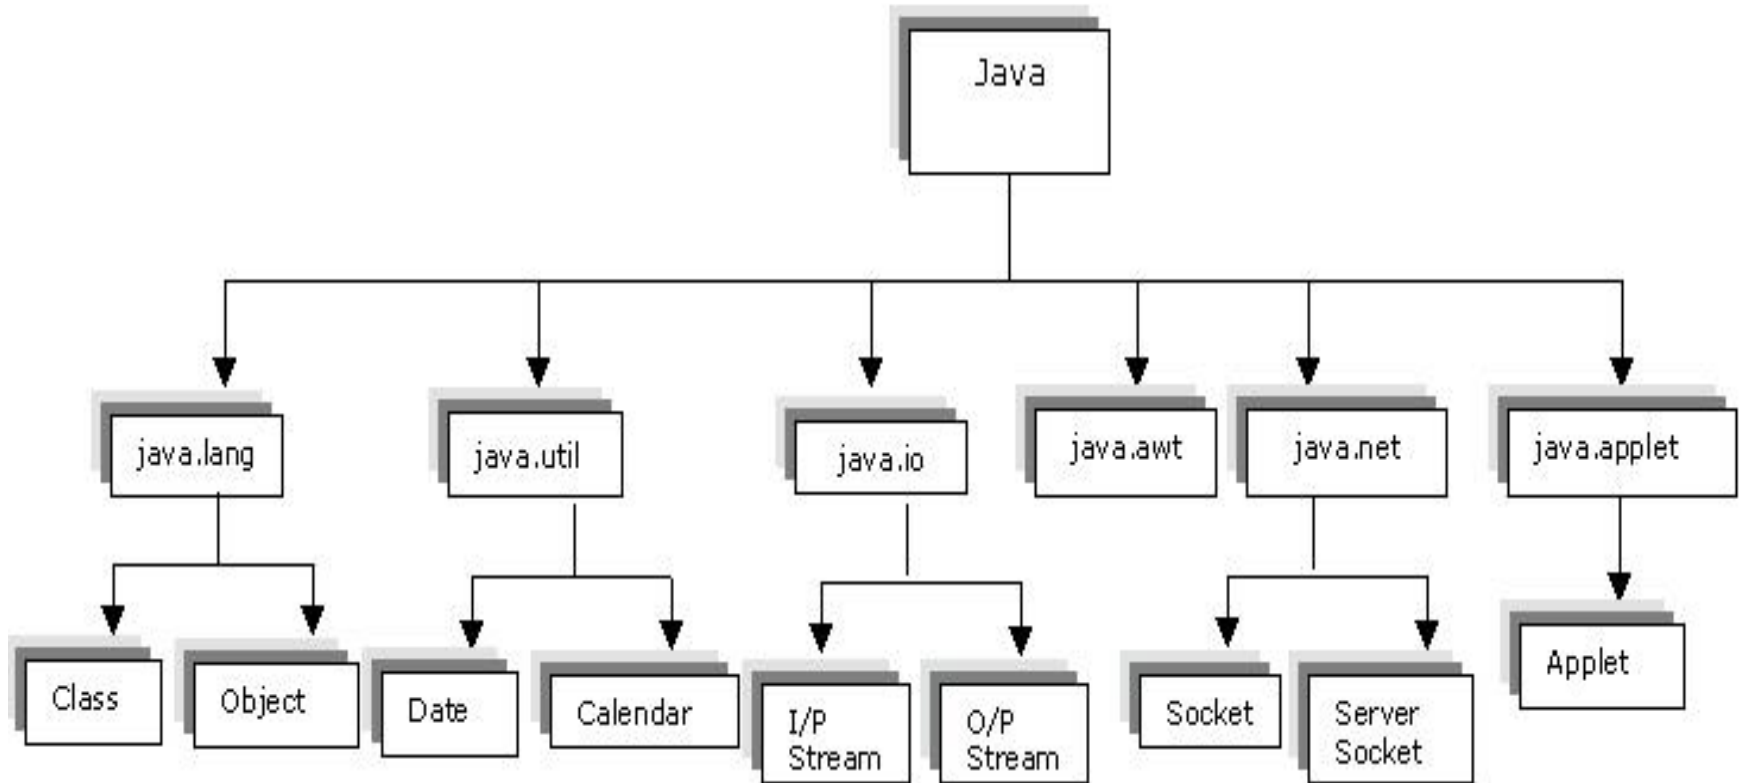 Java
java.lang
java.util
java.io
java.awt
java.net
java.applet
Class
Object
Date
Calendar
I/P
Stream
O/P
Stream
Socket
Server
Socket
Applet